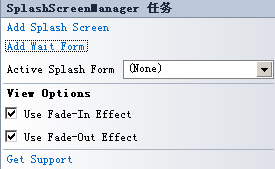 SplashScreenManager 任务
Add Splash Screen
Add Wait Form
Active Splash Form (None)
View Options
Use Fade-In Effect
Use Fade-Out Effect
Get Support